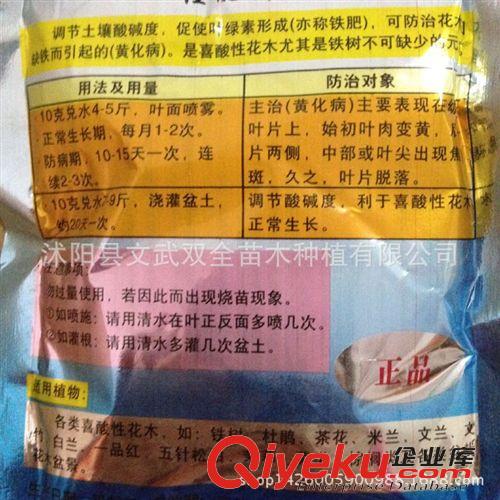 调节土壤酸碱度，促使叶绿素形成(亦称铁肥)，可防治花木
缺铁而引起的(黄化病)。是喜酸性花木尤其是铁树不可缺少的元
用法及用量
防治对象
·10克兑水4-5斤，叶面喷雾。
正常生长期，每月1-2次。
防病期，10-15天一次，连
续2-3次。
主治(黄化病)主要表现在
叶片上，始初叶肉变黄，
片两侧，中部或叶尖出现焦
斑，久之，叶片脱落。
·10克兑水7-9斤，浇灌盆土，
约20天一次。
调节酸碱度，利于喜酸性花木
正常生长。
沭阳县文武双全苗木种植有限公司
注意事项：
勿过量使用，若因此而出现烧苗现象。
①如喷施：请用清水在叶正反面多喷几次。
②如灌根：请用清水多灌几次盆土。
正品
适用植物：
各类喜酸性花木，如：铁树、杜鹃、茶花、米兰、文兰、
竹、白兰、一品红、五针松、
花木盆景。
Qiyeku.com
企业库